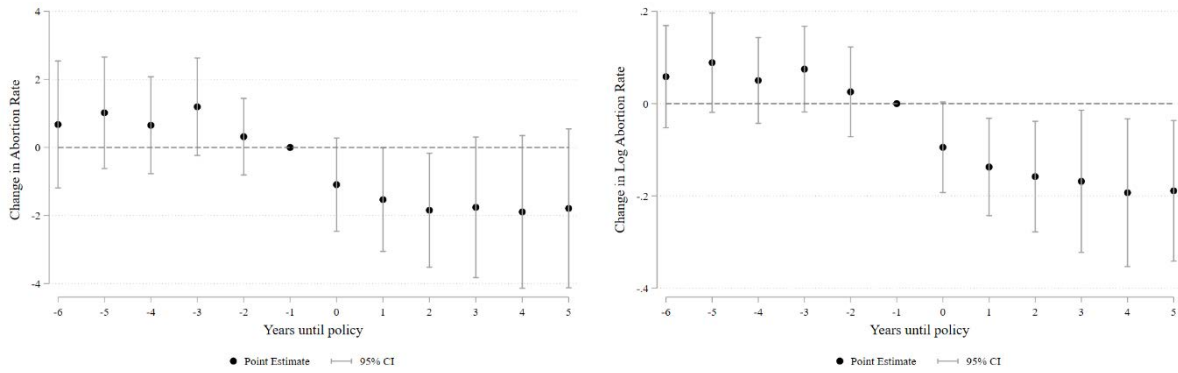 4
2
0
-2
-4
Change in Abortion Rate
-6 -5 -4 -3 -2 -1 0 1 2 3 4 5
Years until policy
Point Estimate 95% CI
.2
0
-.2
-.4
Change in Log Abortion Rate
-6 -5 -4 -3 -2 -1 0 1 2 3 4 5
Years until policy
Point Estimate 95% CI